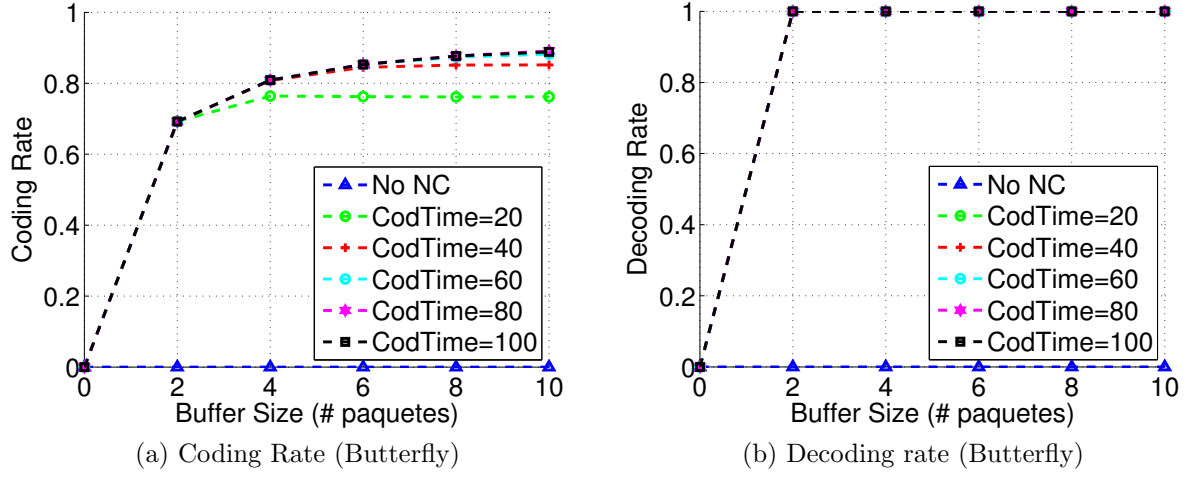 1
0.8
0.6
0.4
0.2
0
Coding Rate
0 2 4 6 8 10
Buffer Size (# paquetes)
No NC
CodTime=20
CodTime=40
CodTime=60
CodTime=80
CodTime=100
(a) Coding Rate (Butterfly)
1
0.8
0.6
0.4
0.2
0
Decoding rate
0 2 4 6 8 10
Buffer Size (# paquetes)
No NC
CodTime=20
CodTime=40
CodTime=60
CodTime=80
CodTime=100
(b) Decoding rate (Butterfly)